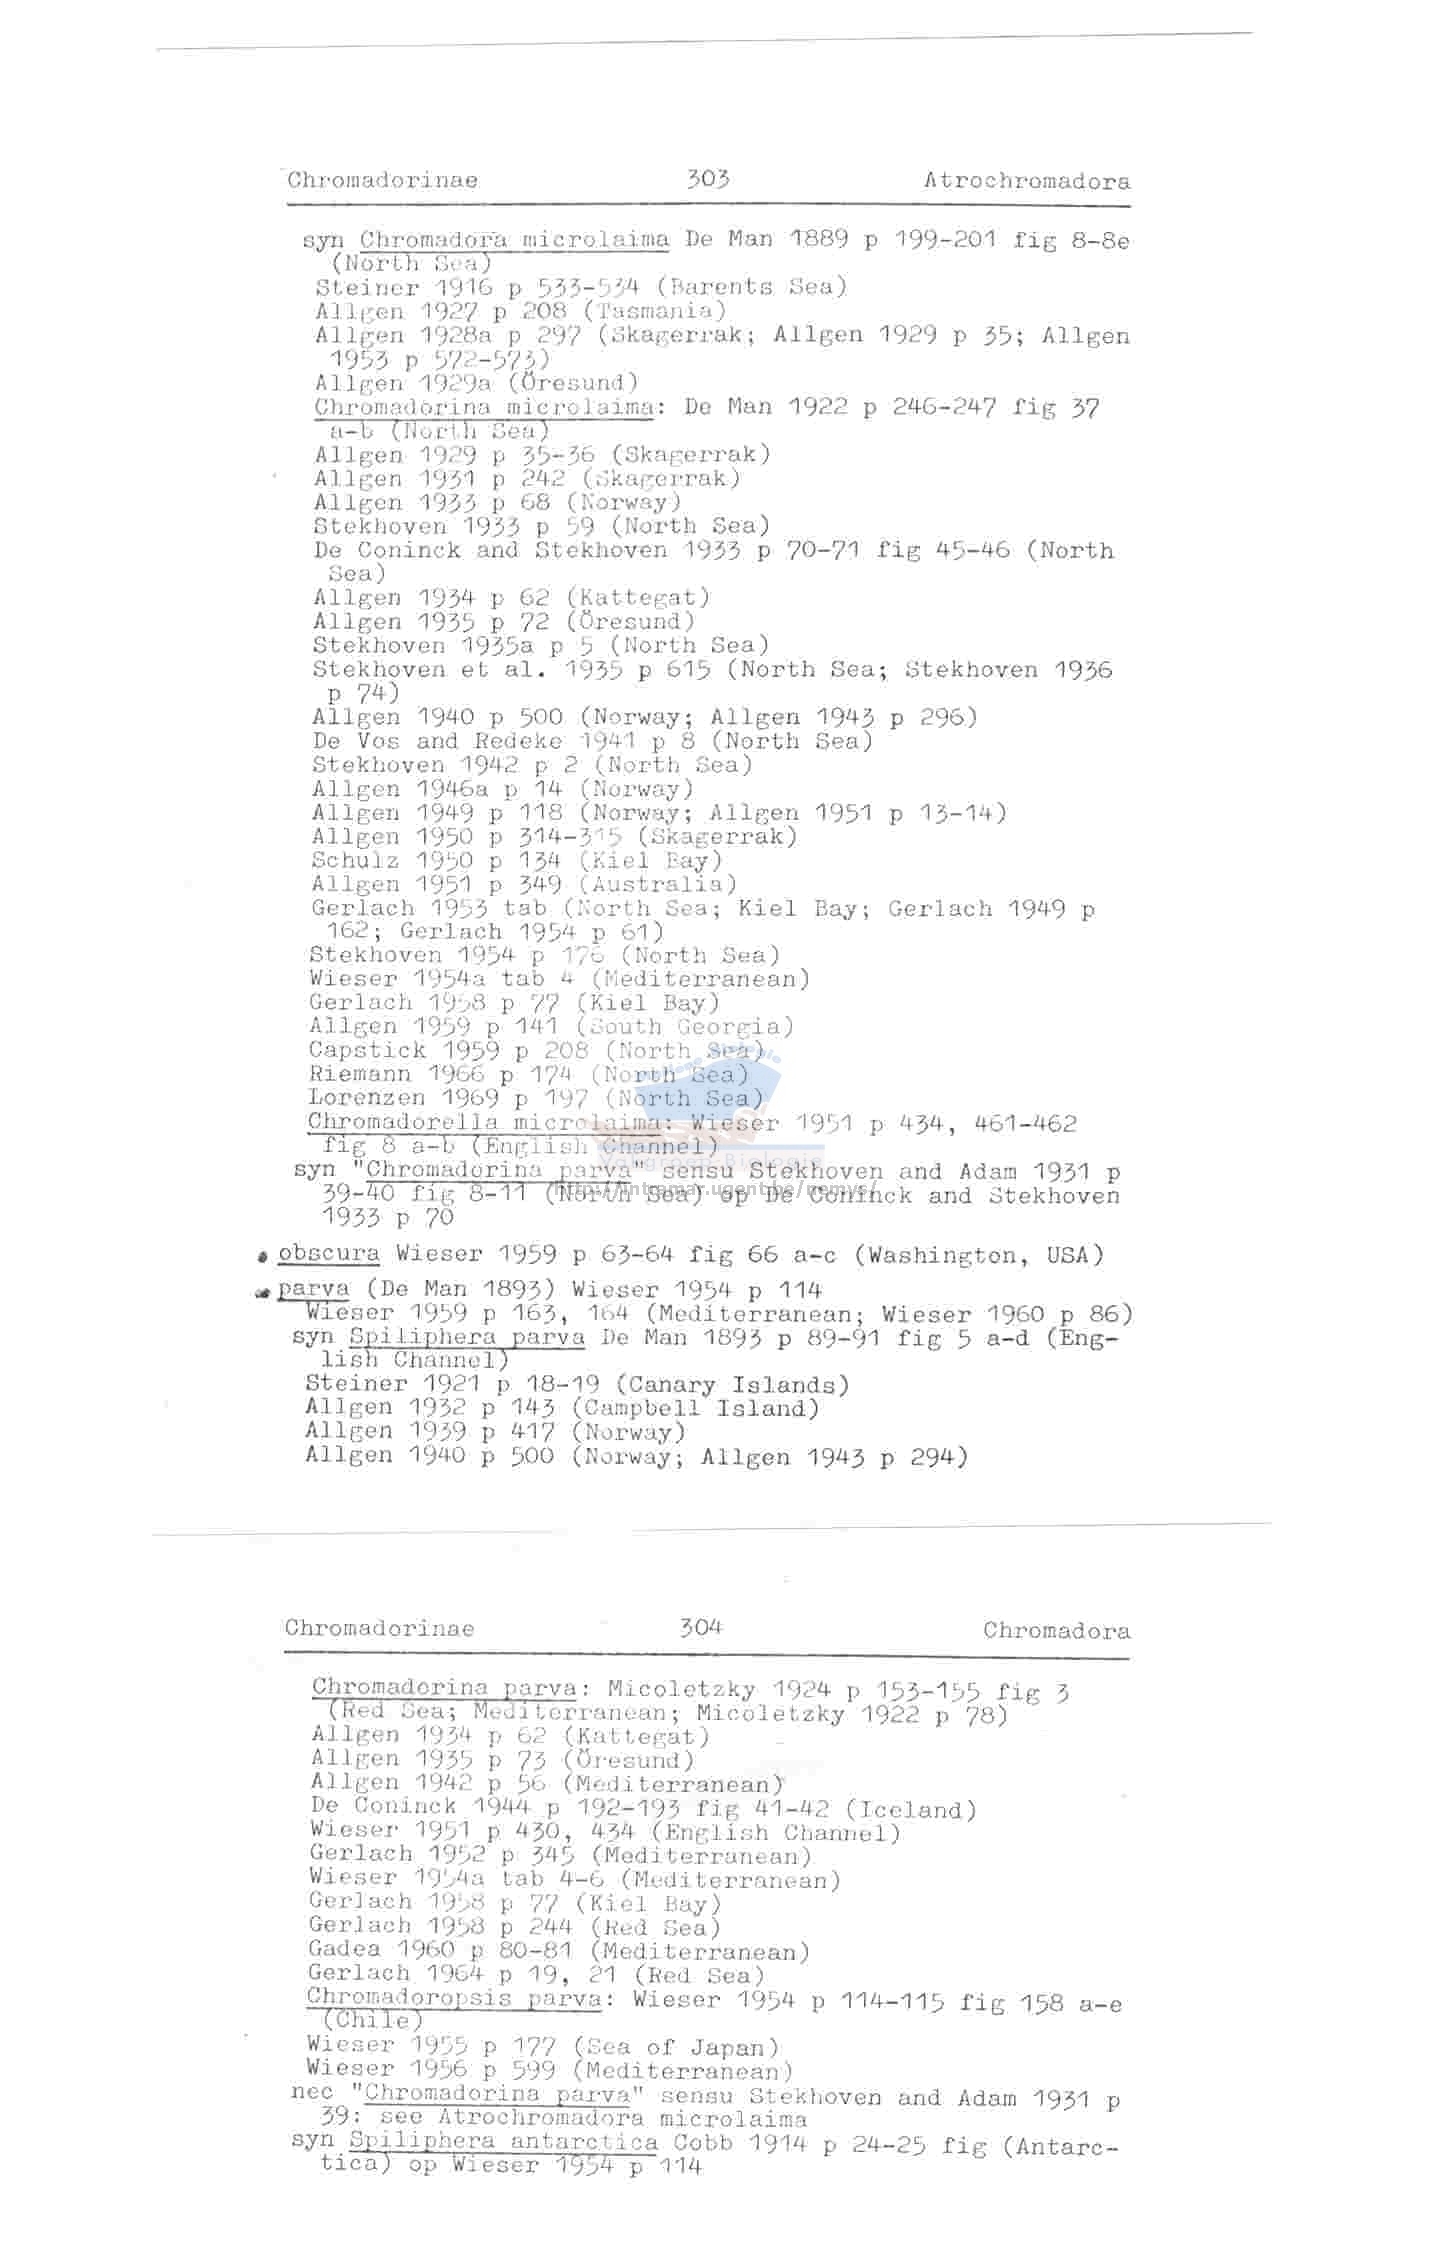 Chromadorinae 303 Atrochromadora
syn Chromadora microlaima De Man 1889 p 199-201 fig 8-8e
(North Sea)
Steiner 1916 p 533-534 (Barents Sea)
Allgen 1927 p 208 (Tasmania)
Allgen 1928a p 297 (Skagerrak; Allgen 1929 p 35; Allgen
1953 p 572-573)
Allgen 1929a (Öresund)
Chromadorina microlaima: De Man 1922 p 246-247 fig 37
a-b (North Sea)
Allgen 1929 p 35-36 (Skagerrak)
Allgen 1931 p 242 (Skagerrak)
Allgen 1933 p 68 (Norway)
Stekhoven 1933 p 59 (North Sea)
De Coninck and Stekhoven 1933 p 70-71 fig 45-46 (North
Sea)
Allgen 1934 p 62 (Kattegat)
Allgen 1935 p 72 (Öresund)
Stekhoven 1935a p 5 (North Sea)
Stekhoven et al. 1935 p 615 (North Sea; Stekhoven 1936
p 74)
Allgen 1940 p 500 (Norway; Allgen 1943 p 296)
De Vos and Redeke 1941 p 8 (North Sea)
Stekhoven 1942 p 2 (North Sea)
Allgen 1946a p 14 (Norway)
Allgen 1949 p 118 (Norway; Allgen 1951 p 13-14)
Allgen 1950 p 314-315 (Skagerrak)
Schulz 1950 p 134 (Kiel Bay)
Allgen 1951 p 349 (Australia)
Gerlach 1953 tab (North Sea; Kiel Bay; Gerlach 1949 p
162; Gerlach 1954 p 61)
Stekhoven 1954 p 176 (North Sea)
Wieser 1954a tab 4 (Mediterranean)
Gerlach 1958 p 77 (Kiel Bay)
Allgen 1959 p 141 (South Georgia)
Capstick 1959 p 208 (North Sea)
Riemann 1966 p 174 (North Sea)
Lorenzen 1969 p 197 (North Sea)
Chromadorella microlaima: Wieser 1951 p 434, 461-462
fig 8 a-b (English Channel)
Vakgroep Biologie
syn "Chromadorina parva" sensu Stekhoven and Adam 1931 p
http://intramar.ugent.be/nemys/
39-40 fig 8-11 (North Sea) op De Coninck and Stekhoven
1933 p 70
obscura Wieser 1959 p 63-64 fig 66 a-c (Washington, USA)
parva (De Man 1893) Wieser 1954 p 114
Wieser 1959 p 163, 164 (Mediterranean; Wieser 1960 p 86)
syn Spiliphera parva De Man 1893 p 89-91 fig 5 a-d (Eng-
lish Channel)
Steiner 1921 p 18-19 (Canary Islands)
Allgen 1932 p 143 (Campbell Island)
Allgen 1939 p 417 (Norway)
Allgen 1940 p 500 (Norway; Allgen 1943 p 294)
Chromadorinae 304 Chromadora
Chromadorina parva: Micoletzky 1924 p 153-155 fig 3
(Red Sea; Mediterranean; Micoletzky 1922 p 78)
Allgen 1934 p 62 (Kattegat)
Allgen 1935 p 73 (Öresund)
Allgen 1942 p 56 (Mediterranean)
De Coninck 1944 p 192-193 fig 41-42 (Iceland)
Wieser 1951 p 430, 434 (English Channel)
Gerlach 1952 p 345 (Mediterranean)
Wieser 1954a tab 4-6 (Mediterranean)
Gerlach 1958 p 77 (Kiel Bay)
Gerlach 1958 p 244 (Red Sea)
Gadea 1960 p 80-81 (Mediterranean)
Gerlach 1964 p 19, 21 (Red Sea)
Chromadoropsis parva: Wieser 1954 p 114-115 fig 158 a-e
(Chile)
Wieser 1955 p 177 (Sea of Japan)
Wieser 1956 p 599 (Mediterranean)
nec "Chromadorina parva" sensu Stekhoven and Adam 1931 p
39: see Atrochromadora microlaima
syn Spiliphera antarctica Cobb 1914 p 24-25 fig (Antarc-
tica) op Wieser 1954 p 114